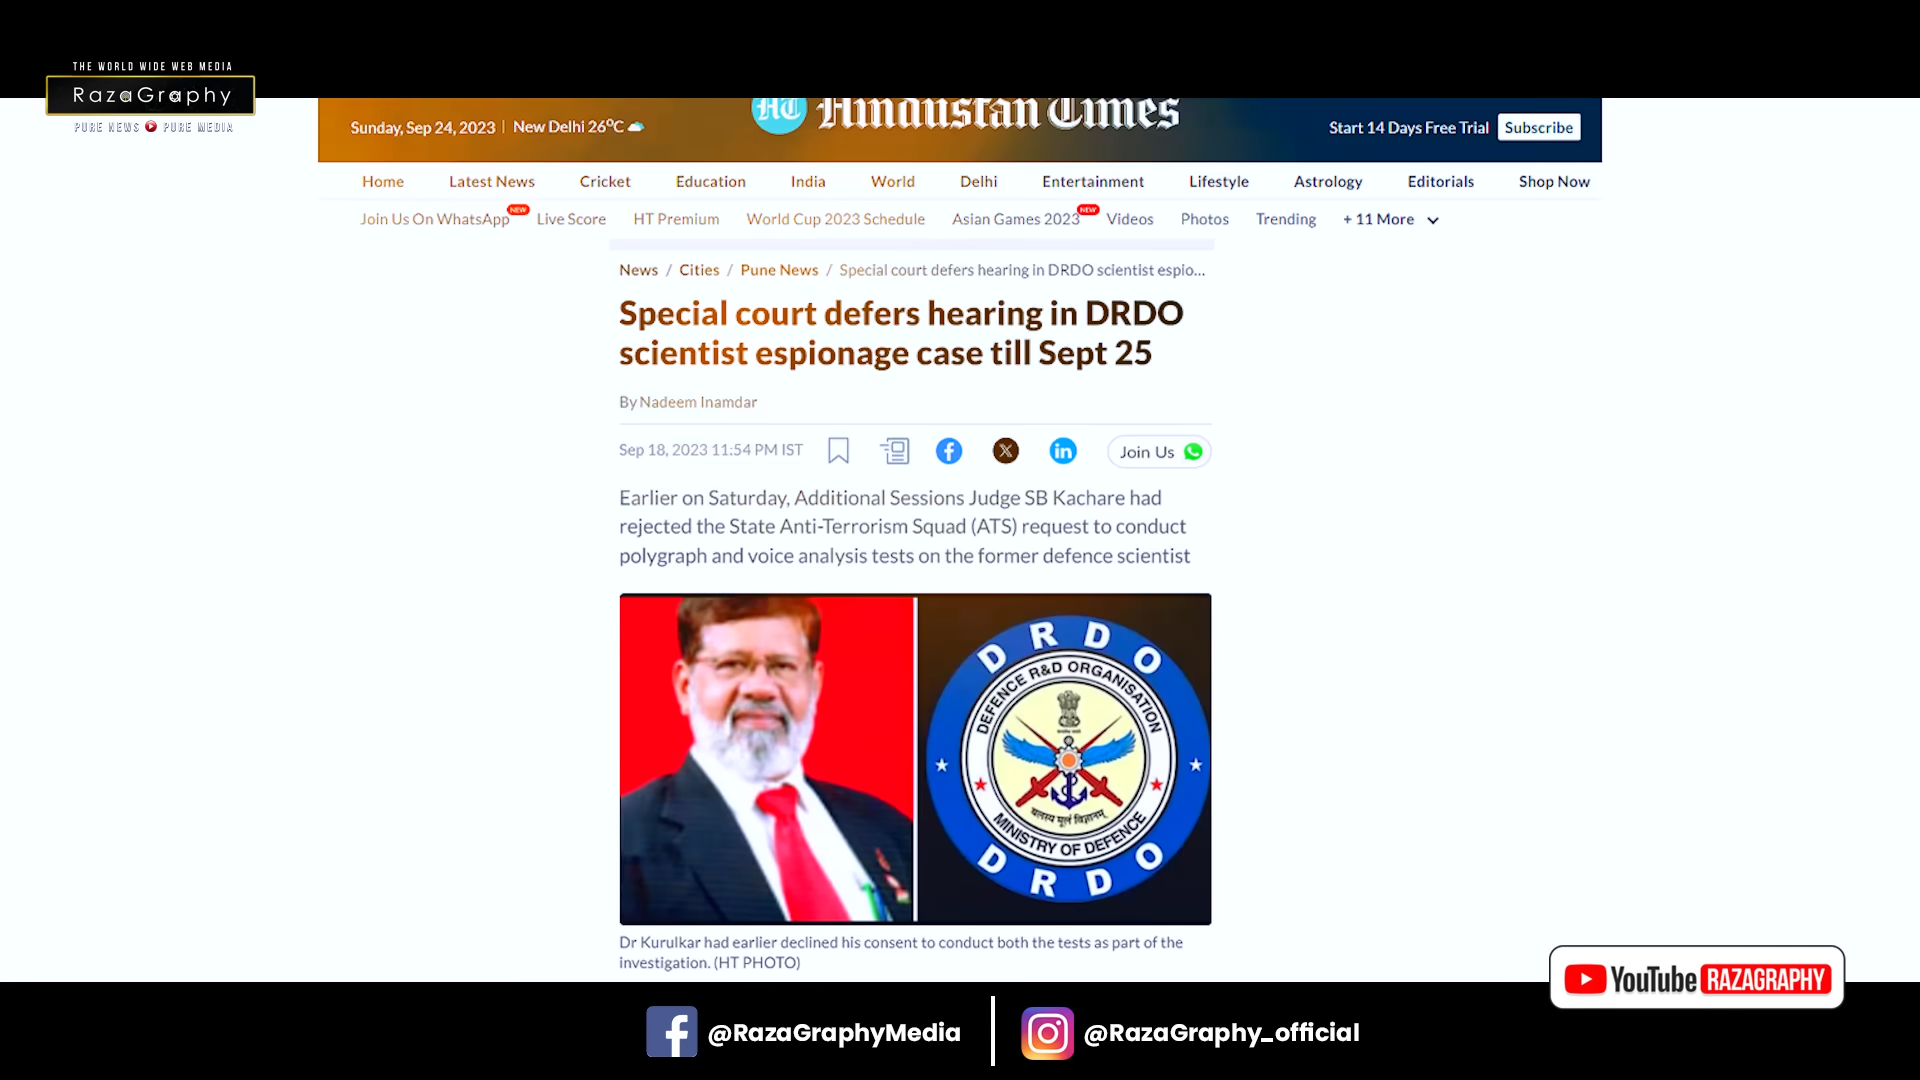 THE WORLD WIDE WEB MEDIA
RazaGraphy
PURE NEWS PURE MEDIA
Sunday, Sep 24, 2023 | New Delhi 26⁰C
HT Hindustan Times
Start 14 Days Free Trial Subscribe
Home Latest News Cricket Education India World Delhi Entertainment Lifestyle Astrology Editorials Shop Now
Join Us On WhatsApp NEW Live Score HT Premium World Cup 2023 Schedule Asian Games 2023 NEW Videos Photos Trending + 11 More
News / Cities / Pune News / Special court defers hearing in DRDO scientist espio...
Special court defers hearing in DRDO
scientist espionage case till Sept 25
By Nadeem Inamdar
Sep 18, 2023 11:54 PM IST
Join Us
Earlier on Saturday, Additional Sessions Judge SB Kachare had
rejected the State Anti-Terrorism Squad (ATS) request to conduct
polygraph and voice analysis tests on the former defence scientist
DRDO
DEFENCE R&D ORGANISATION
बलस्य मूलं विज्ञानम्
MINISTRY OF DEFENCE
DRDO
Dr Kurulkar had earlier declined his consent to conduct both the tests as part of the
investigation. (HT PHOTO)
YouTube RAZAGRAPHY
@RazaGraphyMedia
@RazaGraphy_official